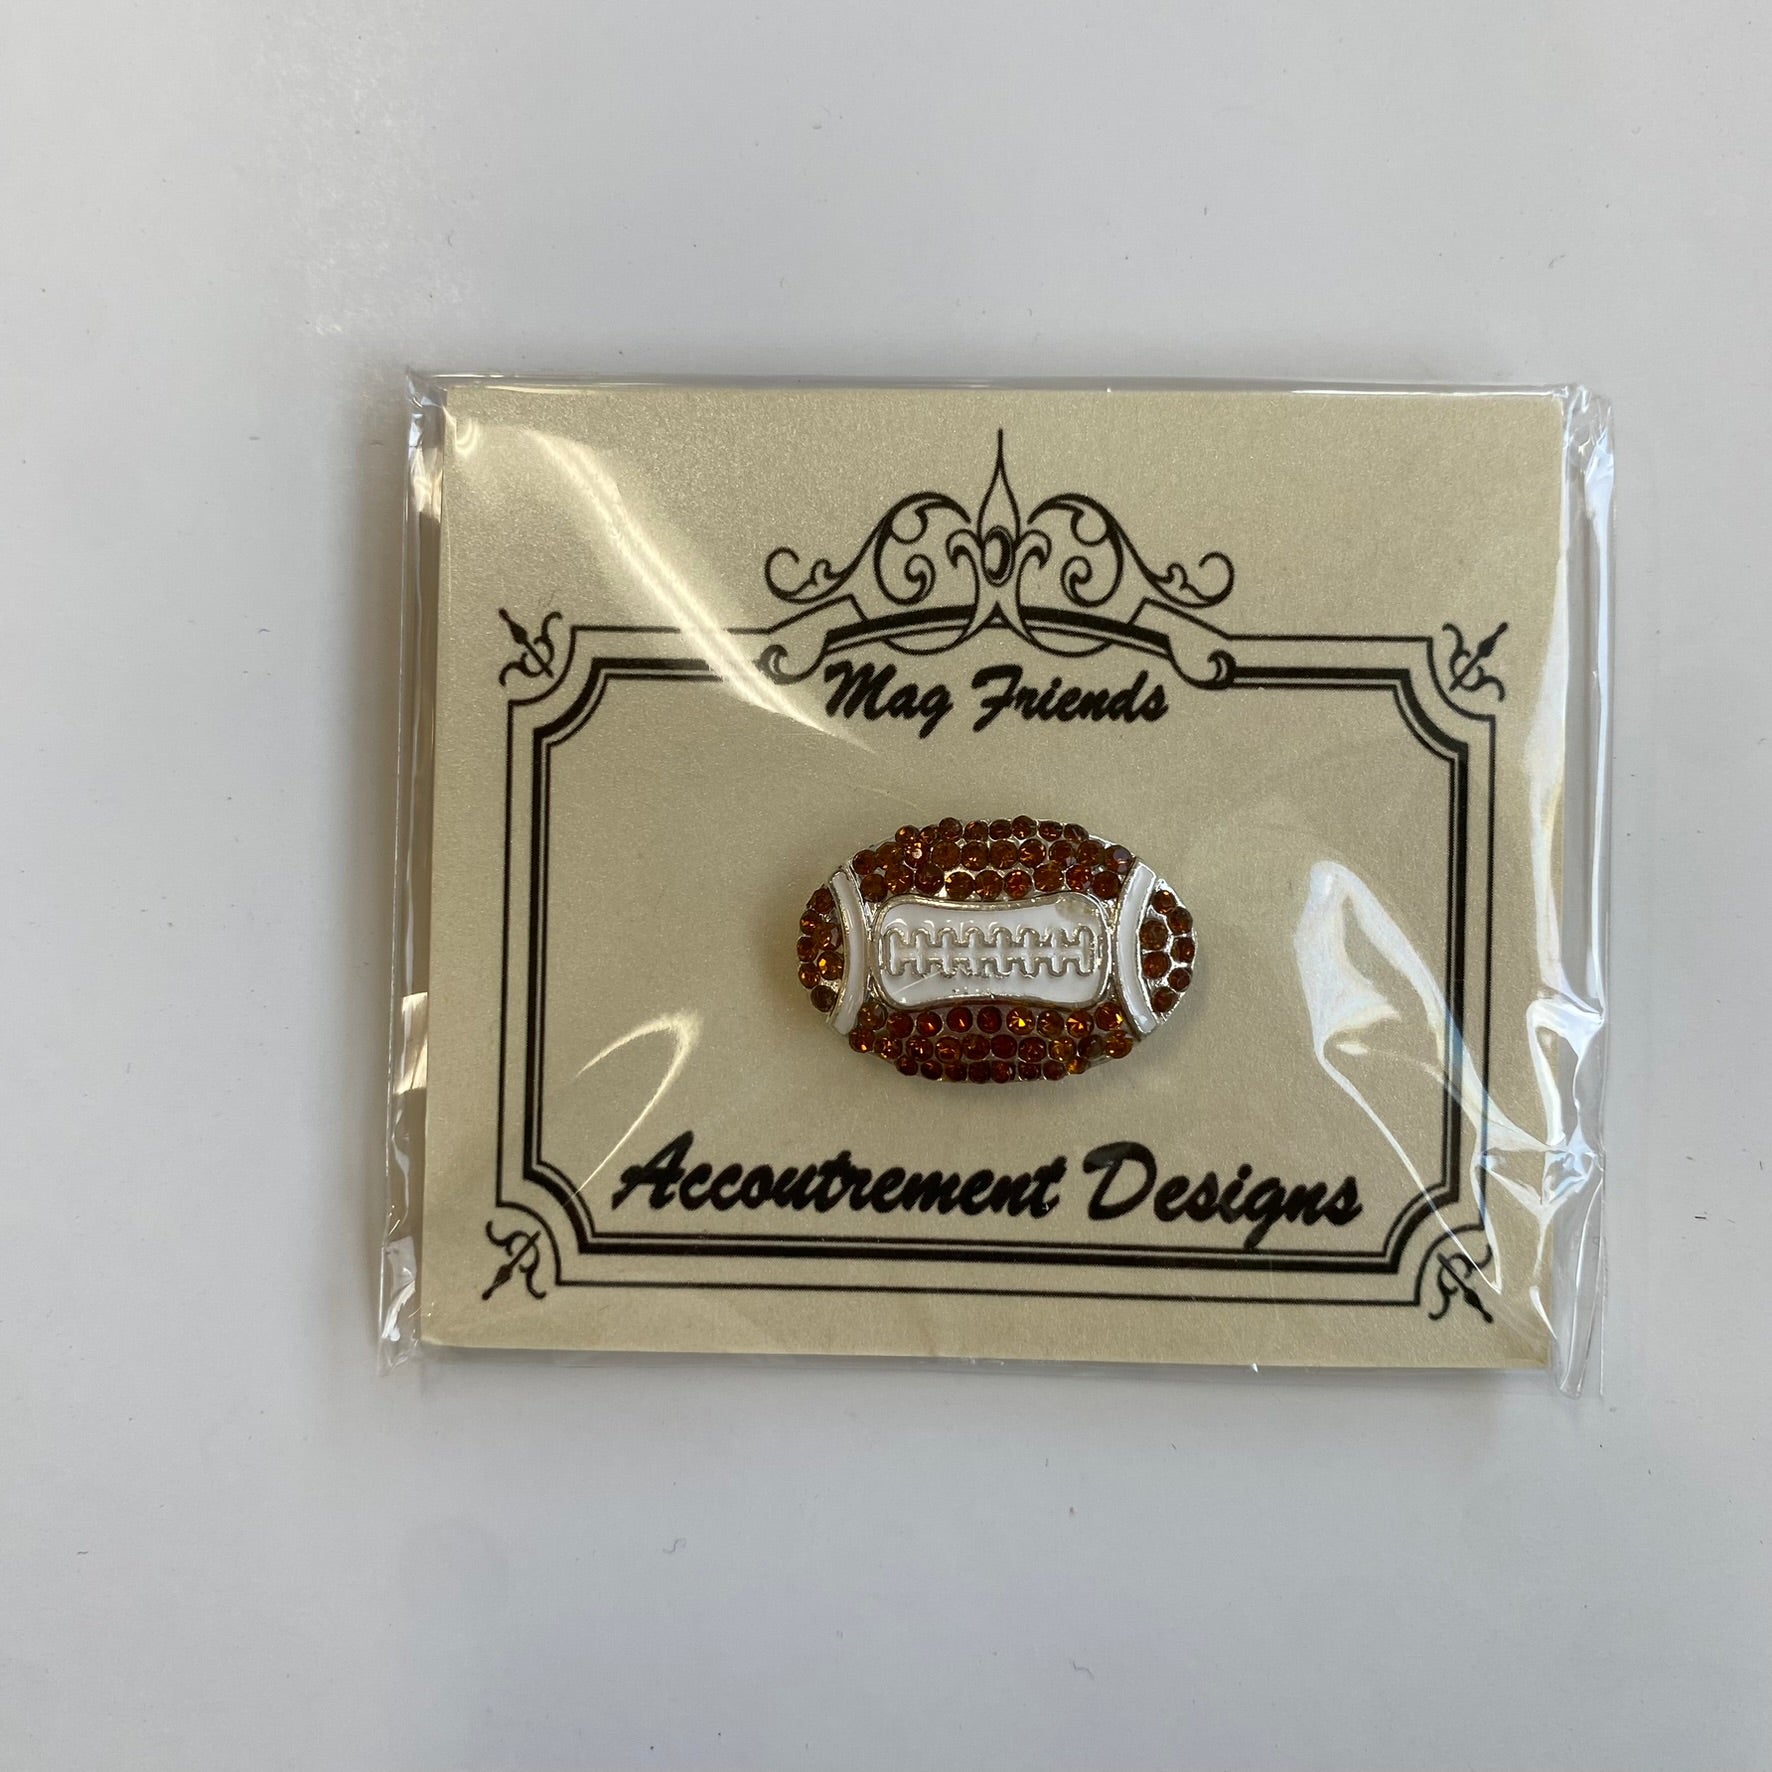 Mag Friends
Accoutrement Designs